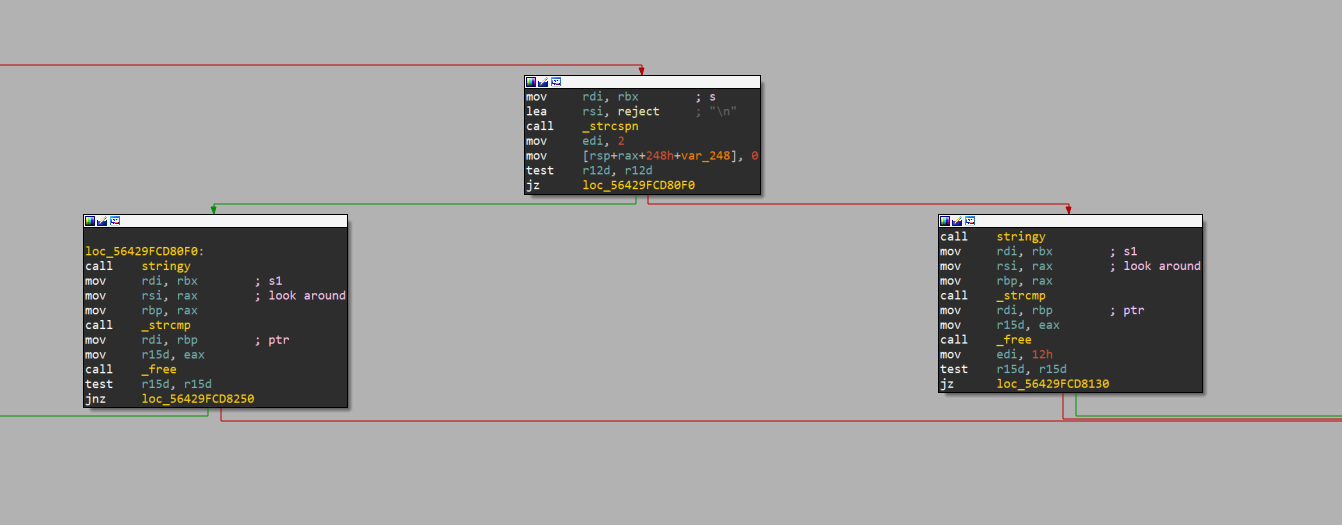 mov rdi, rbx ; s
lea rsi, reject ; "\n"
call _strcspn
mov edi, 2
mov [rsp+rax+248h+var_248], 0
test r12d, r12d
jz loc_56429FCD80F0
loc_56429FCD80F0:
call stringy
mov rdi, rbx ; s1
mov rsi, rax ; look around
mov rbp, rax
call _strcmp
mov rdi, rbp ; ptr
mov r15d, eax
call _free
test r15d, r15d
jnz loc_56429FCD8250
call stringy
mov rdi, rbx ; s1
mov rsi, rax ; look around
mov rbp, rax
call _strcmp
mov rdi, rbp ; ptr
mov r15d, eax
call _free
mov edi, 12h
test r15d, r15d
jz loc_56429FCD8130